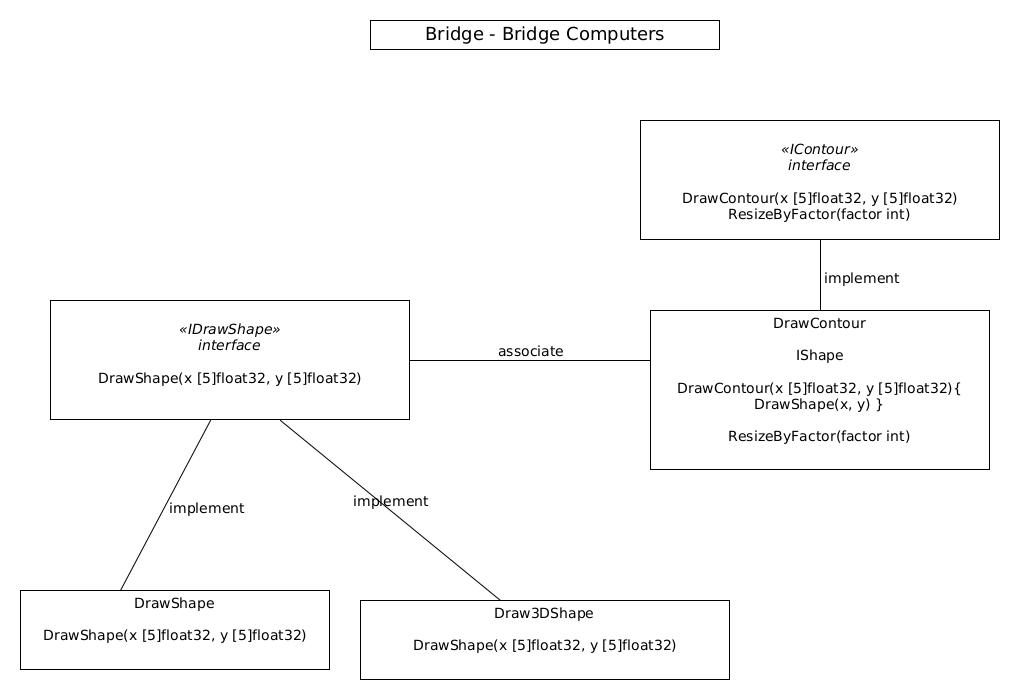 Bridge - Bridge Computers
«IContour»
interface
DrawContour(x [5]float32, y [5]float32)
ResizeByFactor(factor int)
implement
«IDrawShape»
interface
DrawShape(x [5]float32, y [5]float32)
associate
DrawContour
IShape
DrawContour(x [5]float32, y [5]float32){
DrawShape(x, y) }
ResizeByFactor(factor int)
implement
implement
DrawShape
DrawShape(x [5]float32, y [5]float32)
Draw3DShape
DrawShape(x [5]float32, y [5]float32)